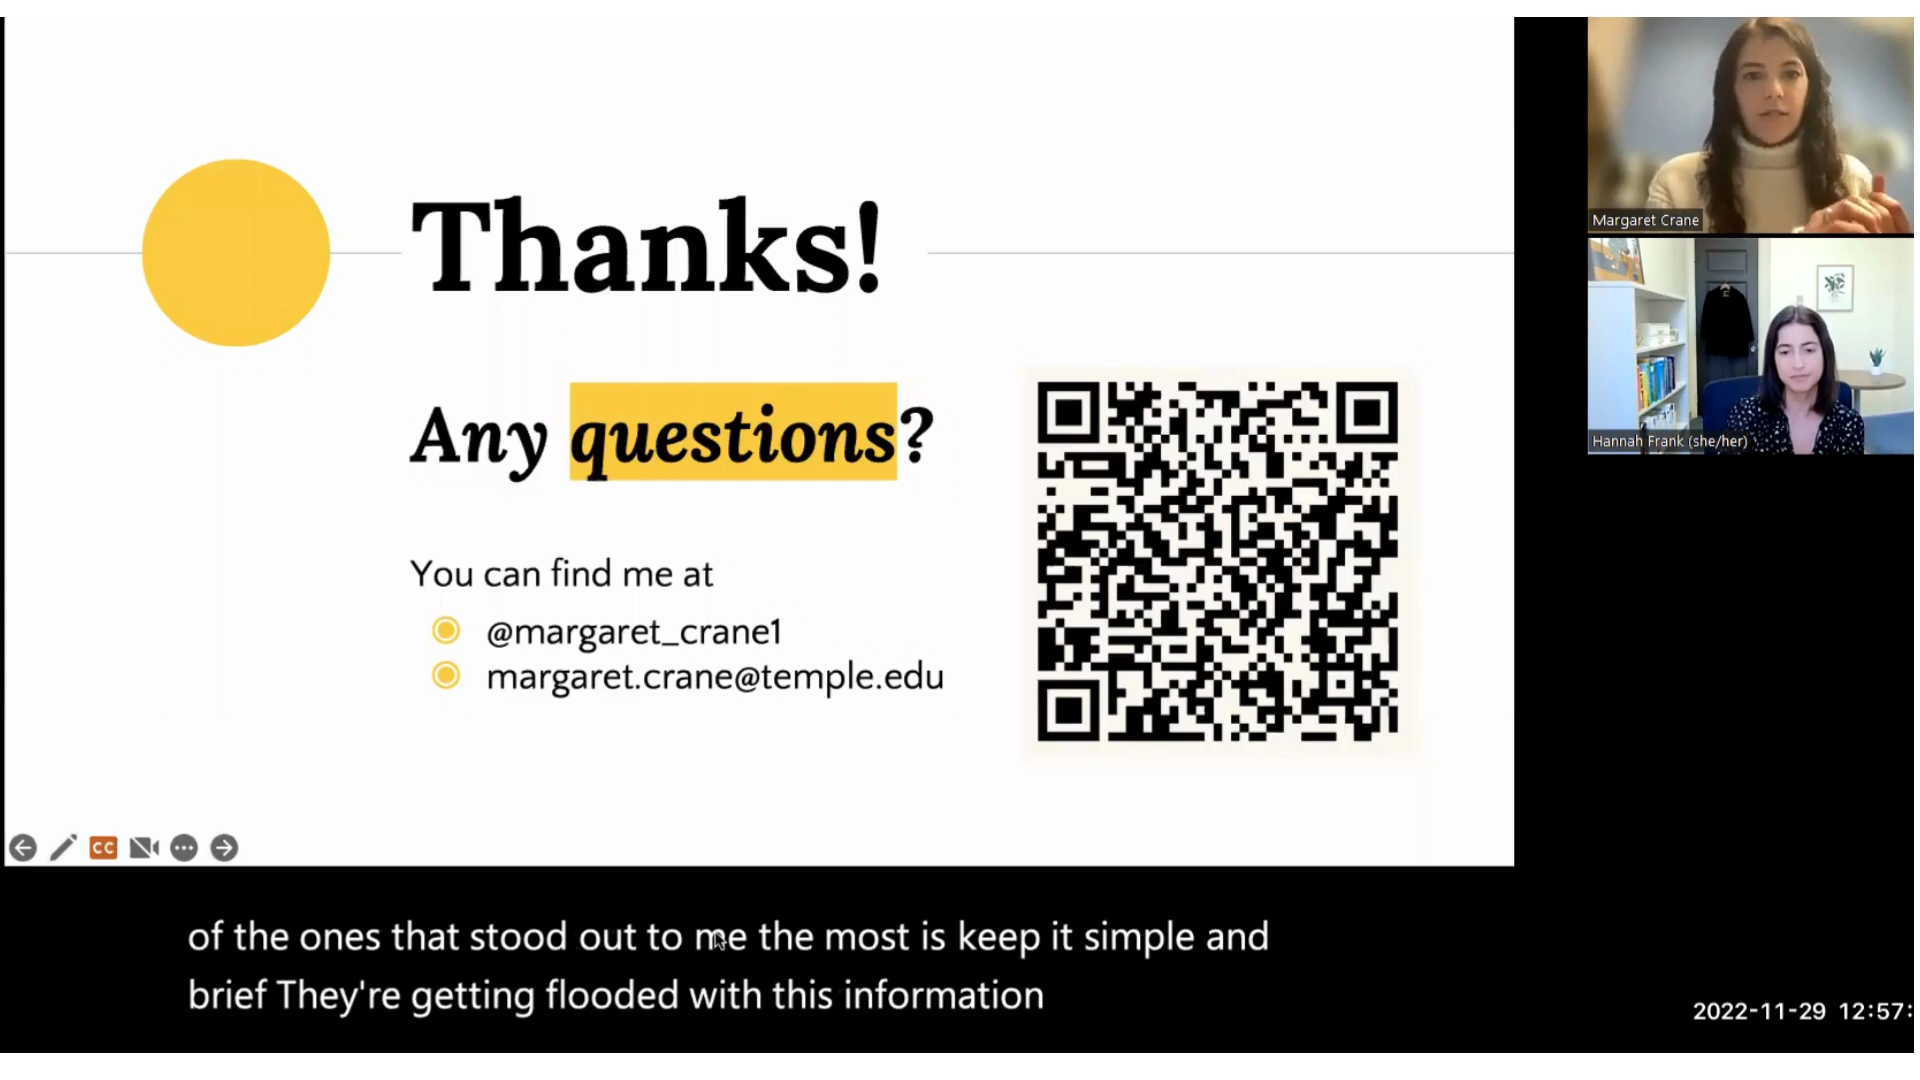 Thanks!
Any questions?
You can find me at
@margaret_crane1
margaret.crane@temple.edu
CC
of the ones that stood out to me the most is keep it simple and
brief They're getting flooded with this information
Margaret Crane
Hannah Frank (she/her)
2022-11-29 12:57: